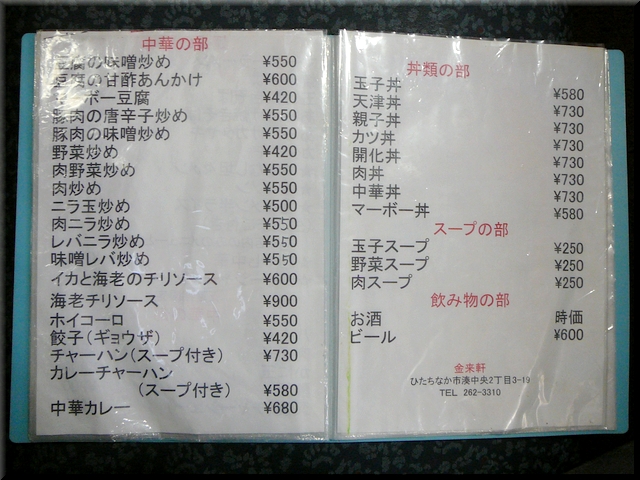 中華の部
豆腐の味噌炒め ¥550
豆腐の甘酢あんかけ ¥600
マーボー豆腐 ¥420
豚肉の唐辛子炒め ¥550
豚肉の味噌炒め ¥550
野菜炒め ¥420
肉野菜炒め ¥550
肉炒め ¥550
ニラ玉炒め ¥500
肉ニラ炒め ¥550
レバニラ炒め ¥550
味噌レバ炒め ¥550
イカと海老のチリソース ¥600
海老チリソース ¥900
ホイコーロ ¥550
餃子(ギョウザ) ¥420
チャーハン(スープ付き) ¥730
カレーチャーハン
(スープ付き) ¥580
中華カレー ¥680
丼類の部
玉子丼 ¥580
天津丼 ¥730
親子丼 ¥730
カツ丼 ¥730
開化丼 ¥730
肉丼 ¥730
中華丼 ¥730
マーボー丼 ¥580
スープの部
玉子スープ ¥250
野菜スープ ¥250
肉スープ ¥250
飲み物の部
お酒 時価
ビール ¥600
金来軒
ひたちなか市湊中央2丁目3-19
TEL 262-3310